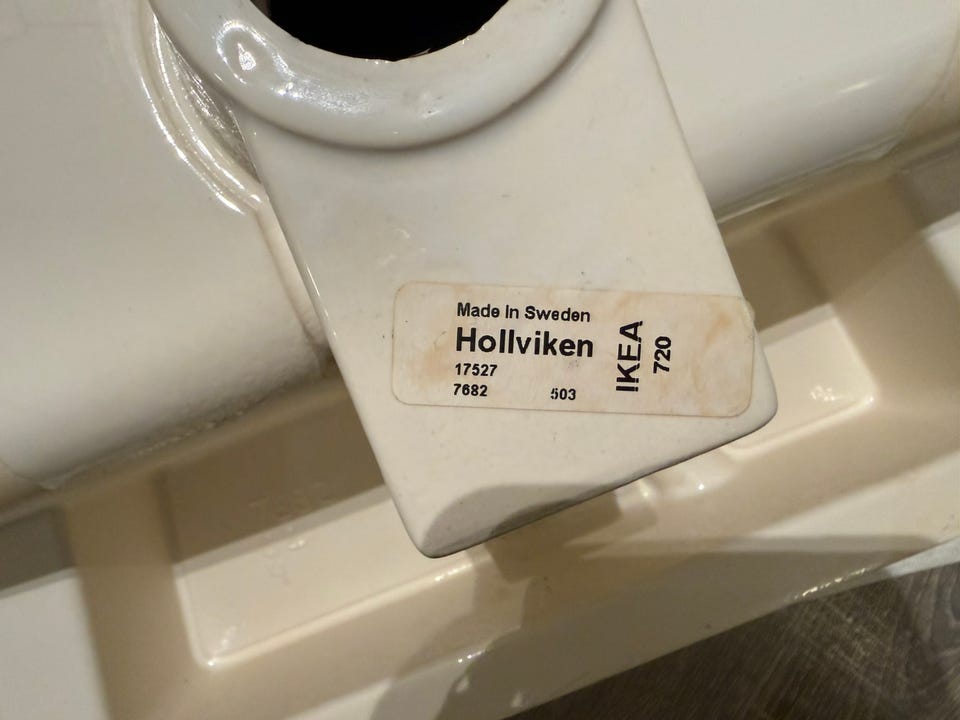 Made In Sweden
Hollviken
17527
7682 503
IKEA
720